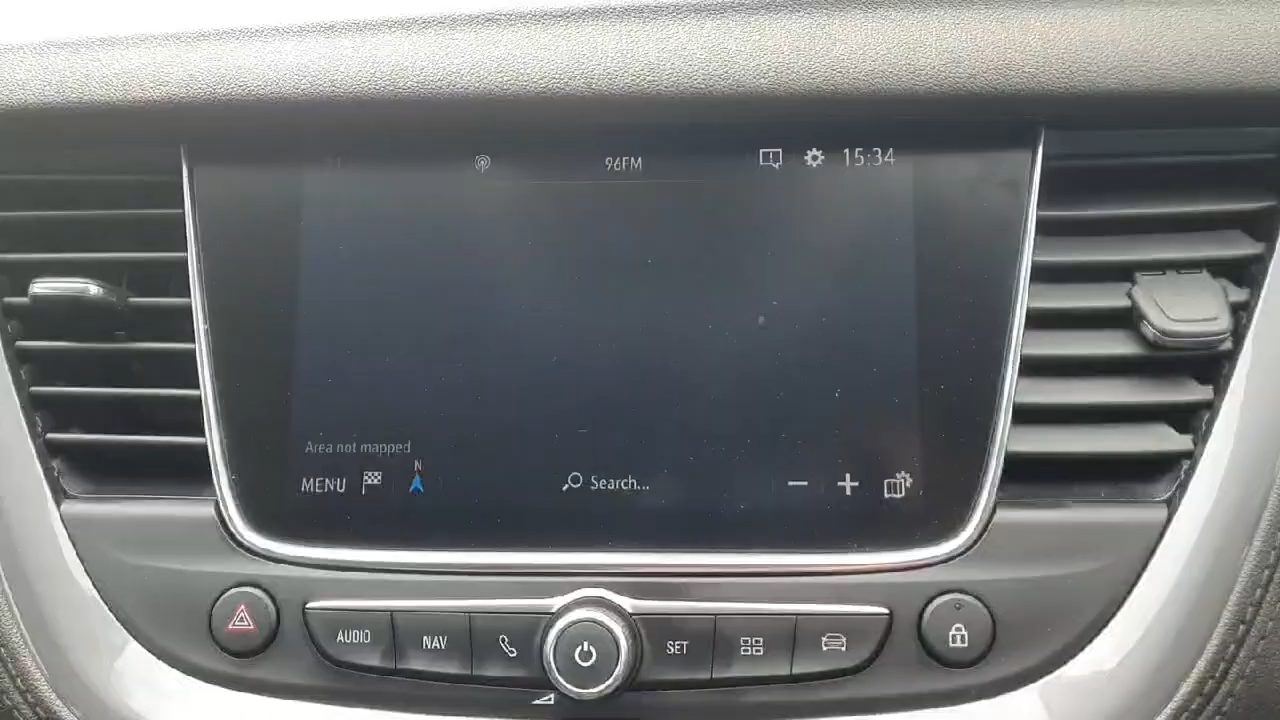 96FM
15:34
Area not mapped
N
MENU
Search...
AUDIO
NAV
SET